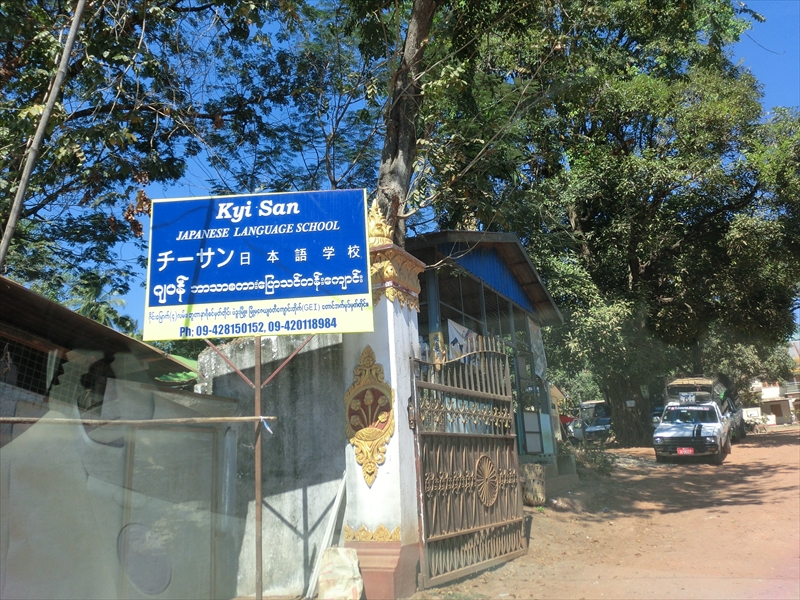 Kyi San
JAPANESE LANGUAGE SCHOOL
チーサン日本語学校
ဂျပန် ဘာသာစကားပြောသင်တန်းကျောင်း
Ph: 09-428150152, 09-420118984